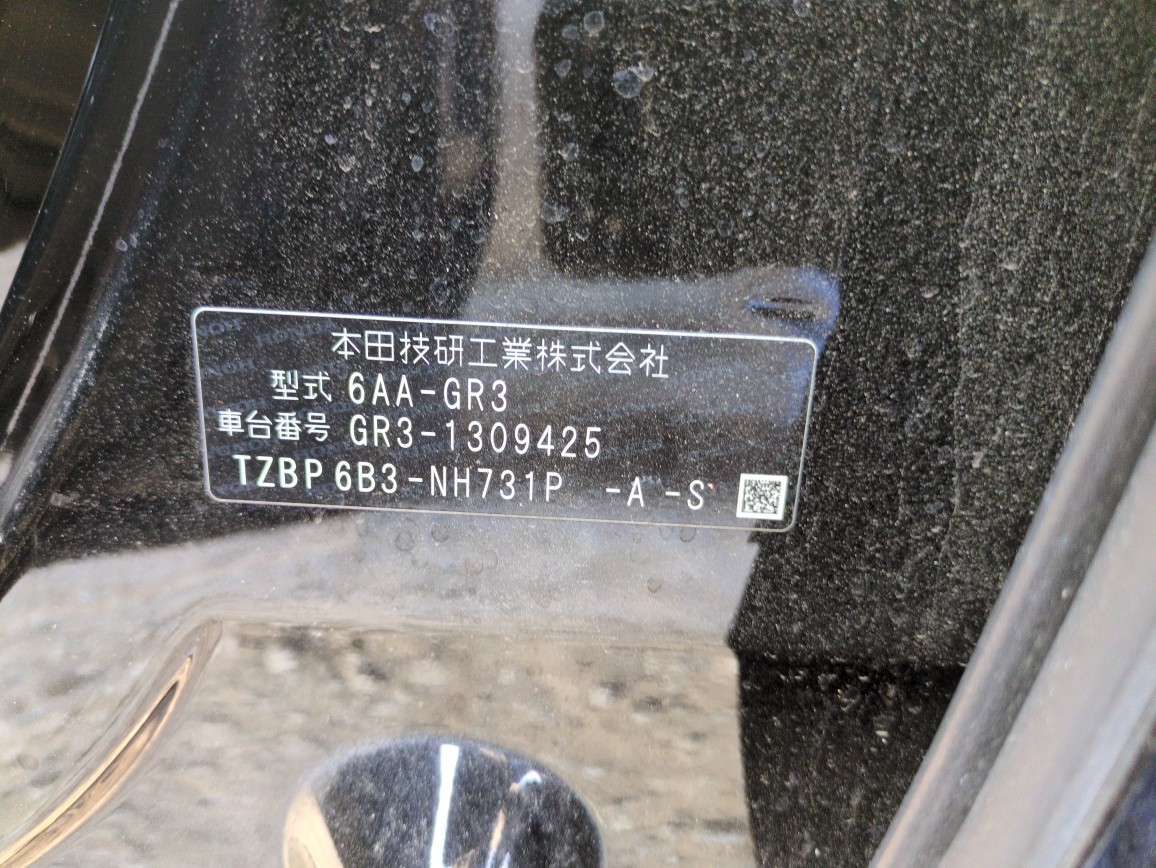 本田技研工業株式会社
型式 6AA-GR3
車台番号 GR3-1309425
TZBP 6B3-NH731P -A -S